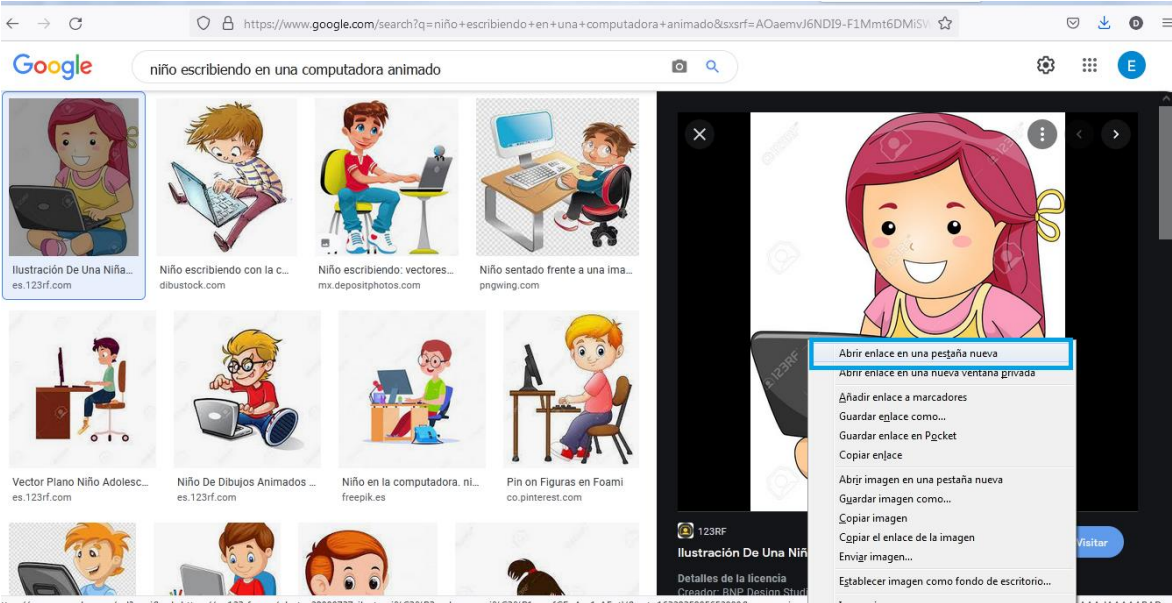 https://www.google.com/search?q=niño+escribiendo+en+una+computadora+animado&sxsrf=AOaemvJ6NDI9-F1Mmt6DMiSW
D
Google
niño escribiendo en una computadora animado
E
Ilustración De Una Niña...
es.123rf.com
Niño escribiendo con la c...
dibustock.com
Niño escribiendo: vectores...
mx.depositphotos.com
Niño sentado frente a una ima...
pngwing.com
Vector Plano Niño Adolesc...
es.123rf.com
Niño De Dibujos Animados ...
es.123rf.com
Niño en la computadora. ni...
freepik.es
Pin on Figuras en Foami
co.pinterest.com
123RF
Abrir enlace en una pestaña nueva
Abrir enlace en una nueva ventana privada
Añadir enlace a marcadores
Guardar enlace como...
Guardar enlace en Pocket
Copiar enlace
Abrir imagen en una pestaña nueva
Guardar imagen como...
Copiar imagen
Copiar el enlace de la imagen
Enviar imagen...
Establecer imagen como fondo de escritorio...
123RF
Ilustración De Una Niñ
Visitar
Detalles de la licencia
Creador: BNP Design Studi